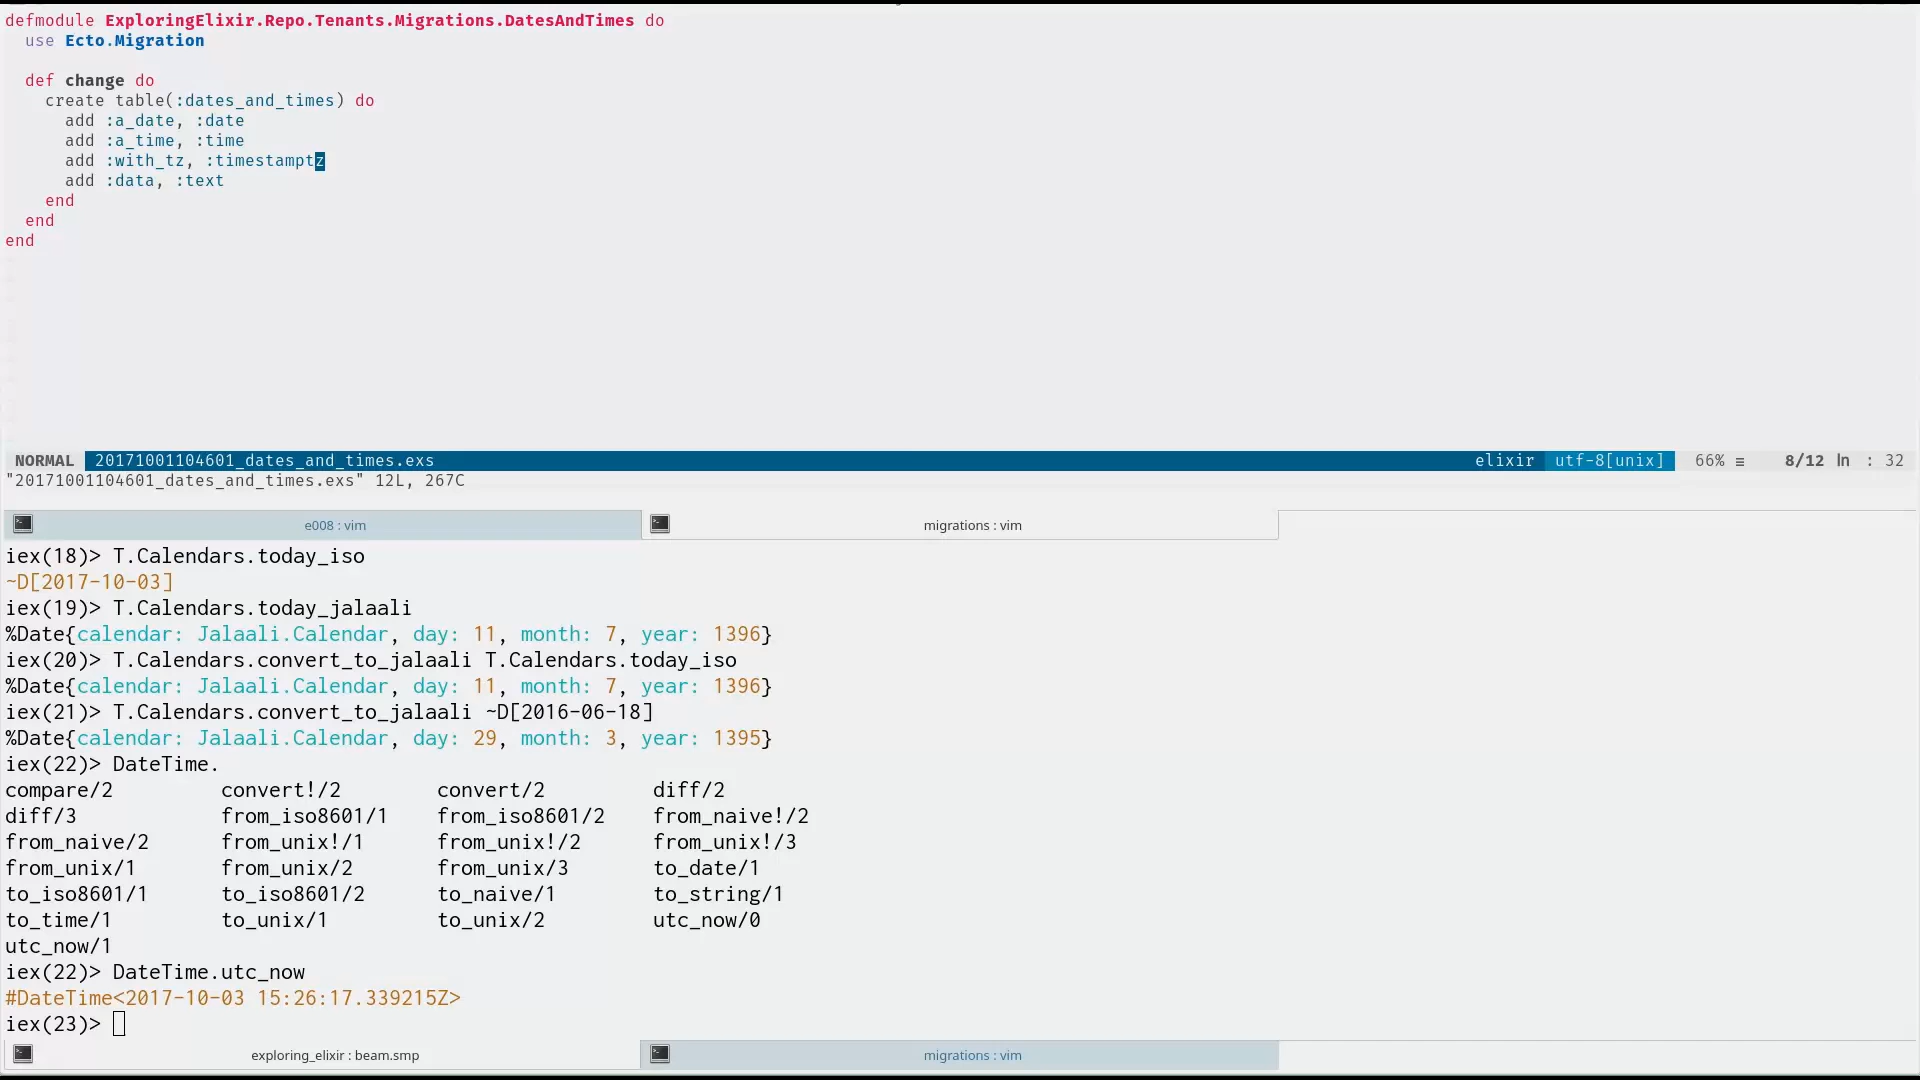 defmodule ExploringElixir.Repo.Tenants.Migrations.DatesAndTimes do
  use Ecto.Migration

  def change do
    create table(:dates_and_times) do
      add :a_date, :date
      add :a_time, :time
      add :with_tz, :timestamptz
      add :data, :text
    end
  end
end
NORMAL 20171001104601_dates_and_times.exs elixir utf-8[unix] 66% ≡ 8/12 ln : 32
"20171001104601_dates_and_times.exs" 12L, 267C
e008 : vim migrations : vim
iex(18)> T.Calendars.today_iso
~D[2017-10-03]
iex(19)> T.Calendars.today_jalaali
%Date{calendar: Jalaali.Calendar, day: 11, month: 7, year: 1396}
iex(20)> T.Calendars.convert_to_jalaali T.Calendars.today_iso
%Date{calendar: Jalaali.Calendar, day: 11, month: 7, year: 1396}
iex(21)> T.Calendars.convert_to_jalaali ~D[2016-06-18]
%Date{calendar: Jalaali.Calendar, day: 29, month: 3, year: 1395}
iex(22)> DateTime.
compare/2 convert!/2 convert/2 diff/2
diff/3 from_iso8601/1 from_iso8601/2 from_naive!/2
from_naive/2 from_unix!/1 from_unix!/2 from_unix!/3
from_unix/1 from_unix/2 from_unix/3 to_date/1
to_iso8601/1 to_iso8601/2 to_naive/1 to_string/1
to_time/1 to_unix/1 to_unix/2 utc_now/0
utc_now/1
iex(22)> DateTime.utc_now
#DateTime<2017-10-03 15:26:17.339215Z>
iex(23)>
exploring_elixir : beam.smp migrations : vim